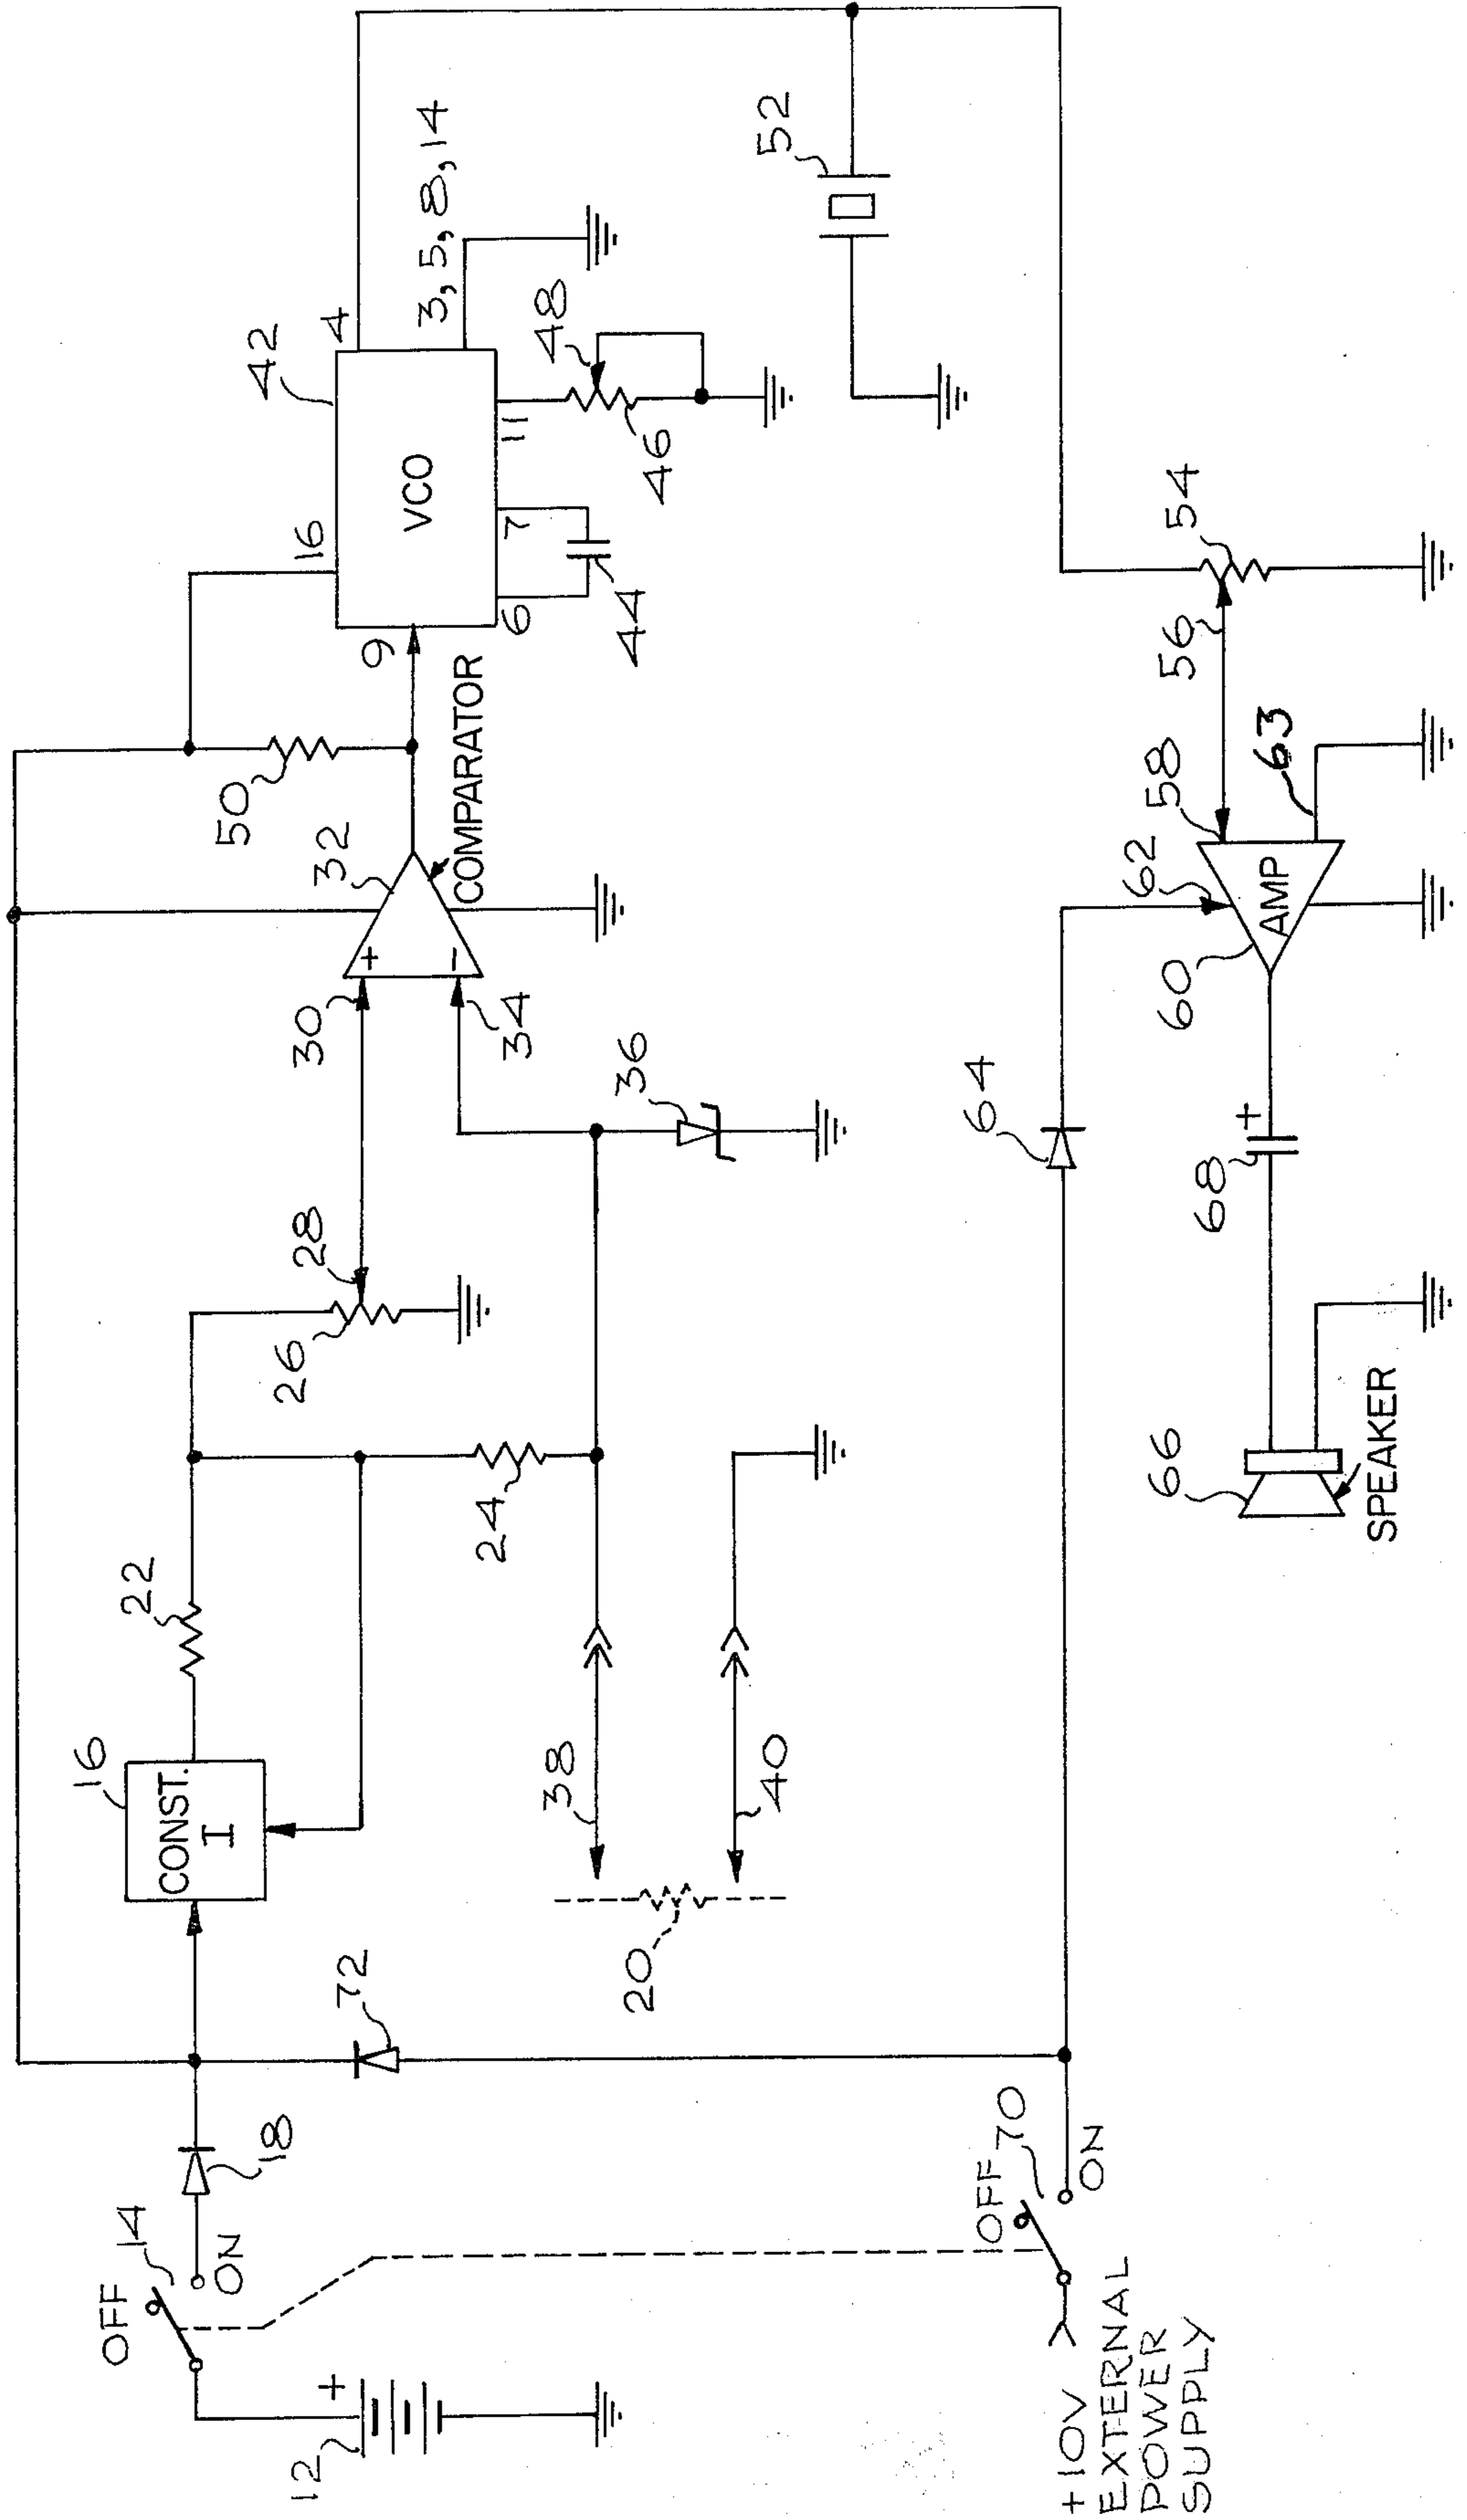 OFF
14
ON
12
+
18
72
16
CONST.
I
22
24
26
28
30
32
+
-
34
COMPARATOR
36
38
40
20
50
9
16
42
VCO
4
3, 5, 8, 14
6
7
11
44
46
48
52
54
56
58
60
62
63
AMP
64
68
+
66
SPEAKER
OFF
70
ON
+10V
EXTERNAL
POWER
SUPPLY